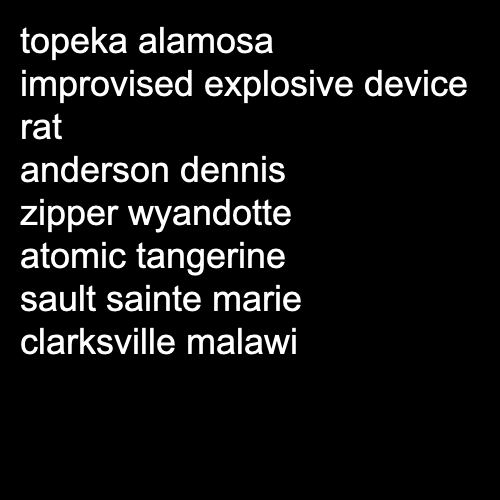 topeka alamosa
improvised explosive device
rat
anderson dennis
zipper wyandotte
atomic tangerine
sault sainte marie
clarksville malawi